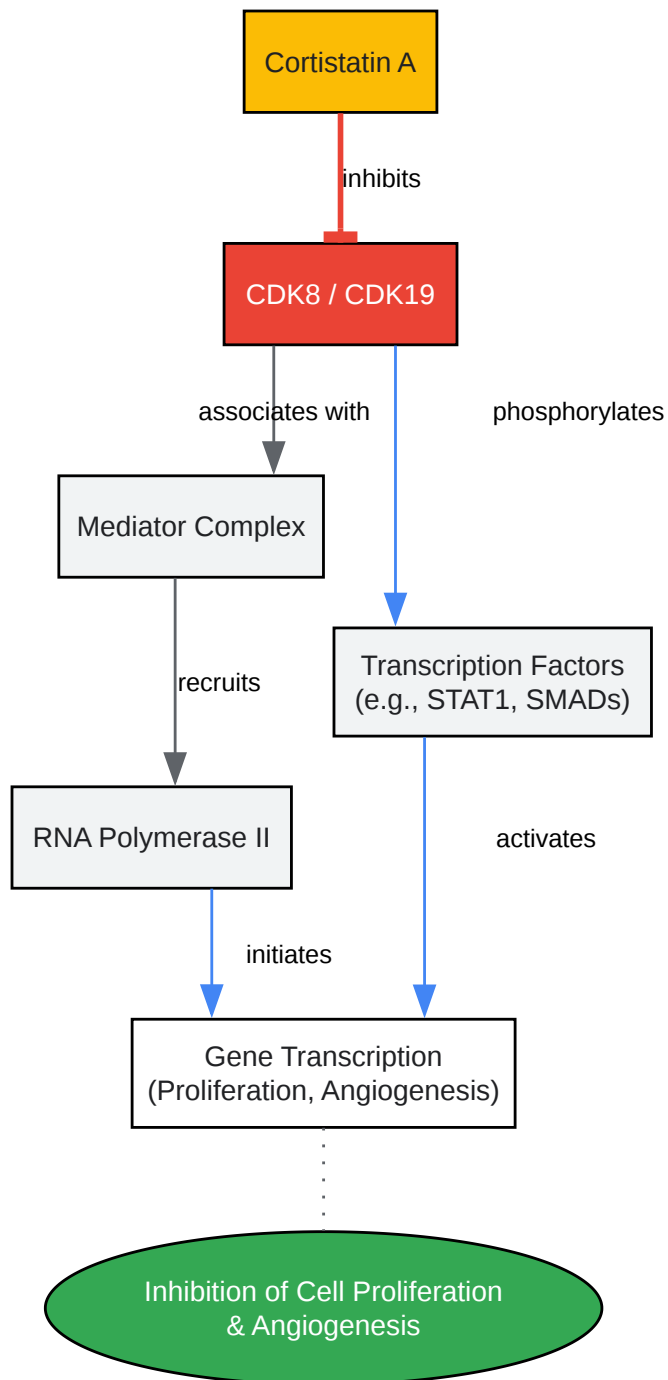 Cortistatin A
inhibits
CDK8 / CDK19
associates with
phosphorylates
Mediator Complex
Transcription Factors
(e.g., STAT1, SMADs)
recruits
RNA Polymerase II
activates
initiates
Gene Transcription
(Proliferation, Angiogenesis)
Inhibition of Cell Proliferation
& Angiogenesis